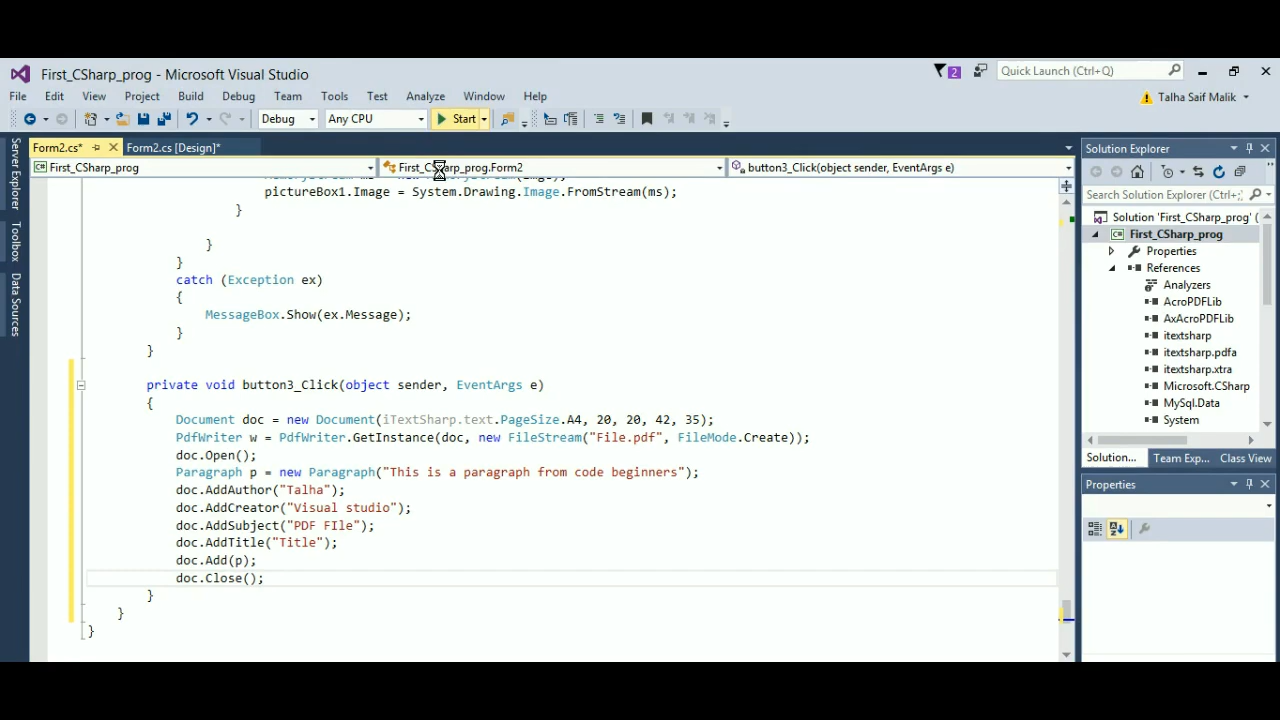 First_CSharp_prog - Microsoft Visual Studio
2
Quick Launch (Ctrl+Q)
File Edit View Project Build Debug Team Tools Test Analyze Window Help
Talha Saif Malik
Debug Any CPU Start
Form2.cs* Form2.cs [Design]*
First_CSharp_prog First_CSharp_prog.Form2 button3_Click(object sender, EventArgs e)
pictureBox1.Image = System.Drawing.Image.FromStream(ms);
}
}
}
catch (Exception ex)
{
MessageBox.Show(ex.Message);
}
}
private void button3_Click(object sender, EventArgs e)
{
Document doc = new Document(iTextSharp.text.PageSize.A4, 20, 20, 42, 35);
PdfWriter w = PdfWriter.GetInstance(doc, new FileStream("File.pdf", FileMode.Create));
doc.Open();
Paragraph p = new Paragraph("This is a paragraph from code beginners");
doc.AddAuthor("Talha");
doc.AddCreator("Visual studio");
doc.AddSubject("PDF FIle");
doc.AddTitle("Title");
doc.Add(p);
doc.Close();
}
}
}
Server Explorer
Toolbox
Data Sources
Solution Explorer
Search Solution Explorer (Ctrl+;)
Solution 'First_CSharp_prog' (
First_CSharp_prog
Properties
References
Analyzers
AcroPDFLib
AxAcroPDFLib
itextsharp
itextsharp.pdfa
itextsharp.xtra
Microsoft.CSharp
MySql.Data
System
Solution... Team Exp... Class View
Properties